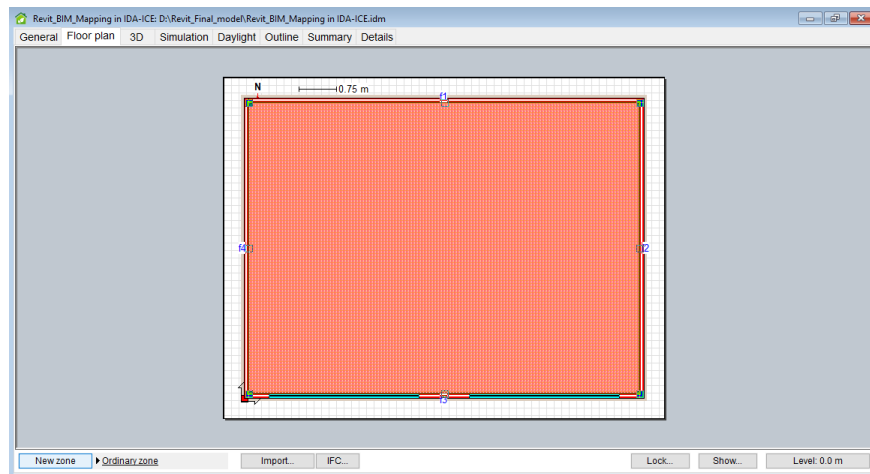 Revit_BIM_Mapping in IDA-ICE: D:\Revit_Final_model\Revit_BIM_Mapping in IDA-ICE.idm
General Floor plan 3D Simulation Daylight Outline Summary Details
N 0.75 m
f1
f4 f2
f3
New zone Ordinary zone Import... IFC... Lock... Show... Level: 0.0 m